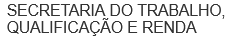 SECRETARIA DO TRABALHO,
QUALIFICAÇÃO E RENDA